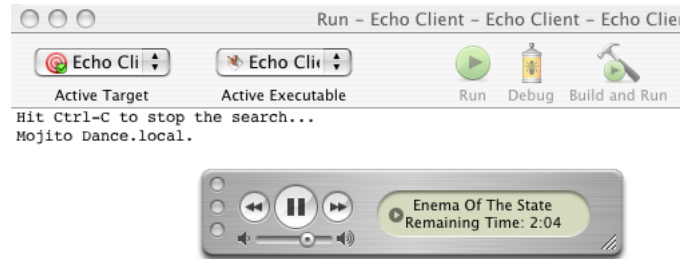 Run – Echo Client – Echo Client – Echo Clie
Echo Cli Echo Clie
Active Target Active Executable Run Debug Build and Run
Hit Ctrl-C to stop the search...
Mojito Dance.local.
Enema Of The State
Remaining Time: 2:04